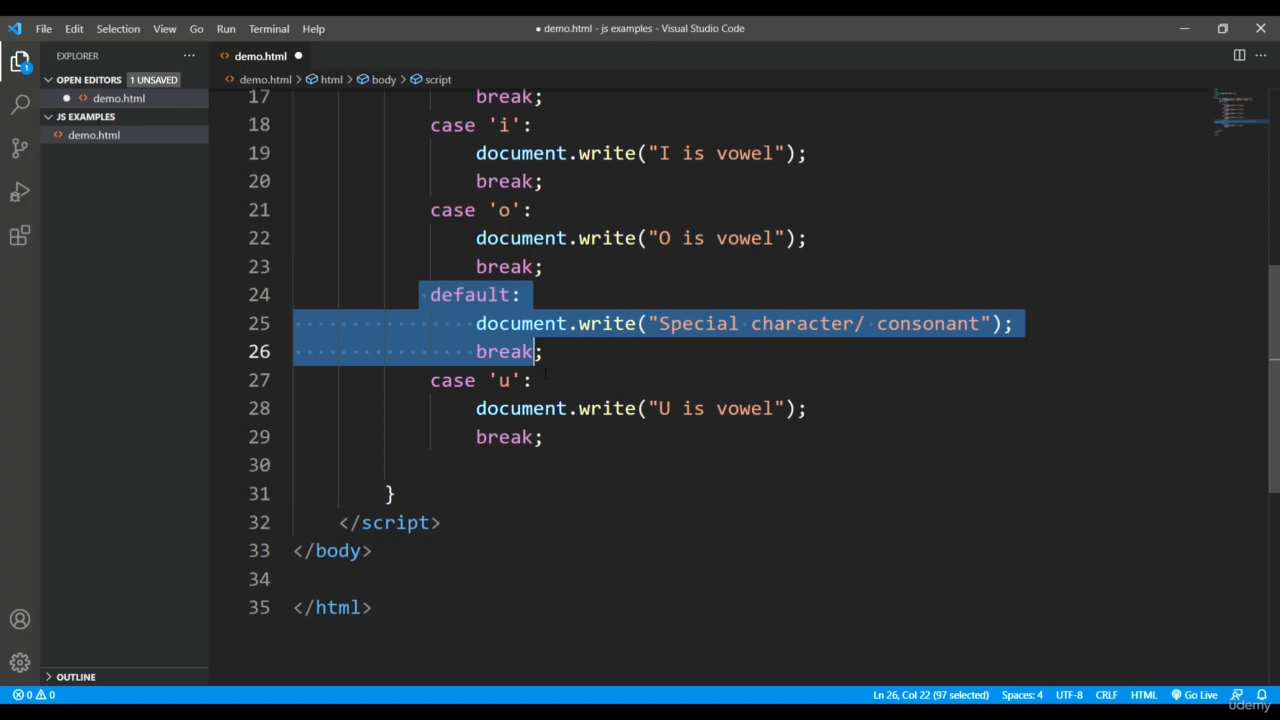 File Edit Selection View Go Run Terminal Help
● demo.html - js examples - Visual Studio Code
EXPLORER ···
demo.html ●
OPEN EDITORS 1 UNSAVED
demo.html > html > body > script
● demo.html
JS EXAMPLES
demo.html
17 break;
18 case 'i':
19 document.write("I is vowel");
20 break;
21 case 'o':
22 document.write("O is vowel");
23 break;
24 default:
25 document.write("Special character/ consonant");
26 break;
27 case 'u':
28 document.write("U is vowel");
29 break;
30
31 }
32 </script>
33 </body>
34
35 </html>
1
OUTLINE
0 0 Ln 26, Col 22 (97 selected) Spaces: 4 UTF-8 CRLF HTML Go Live
udemy